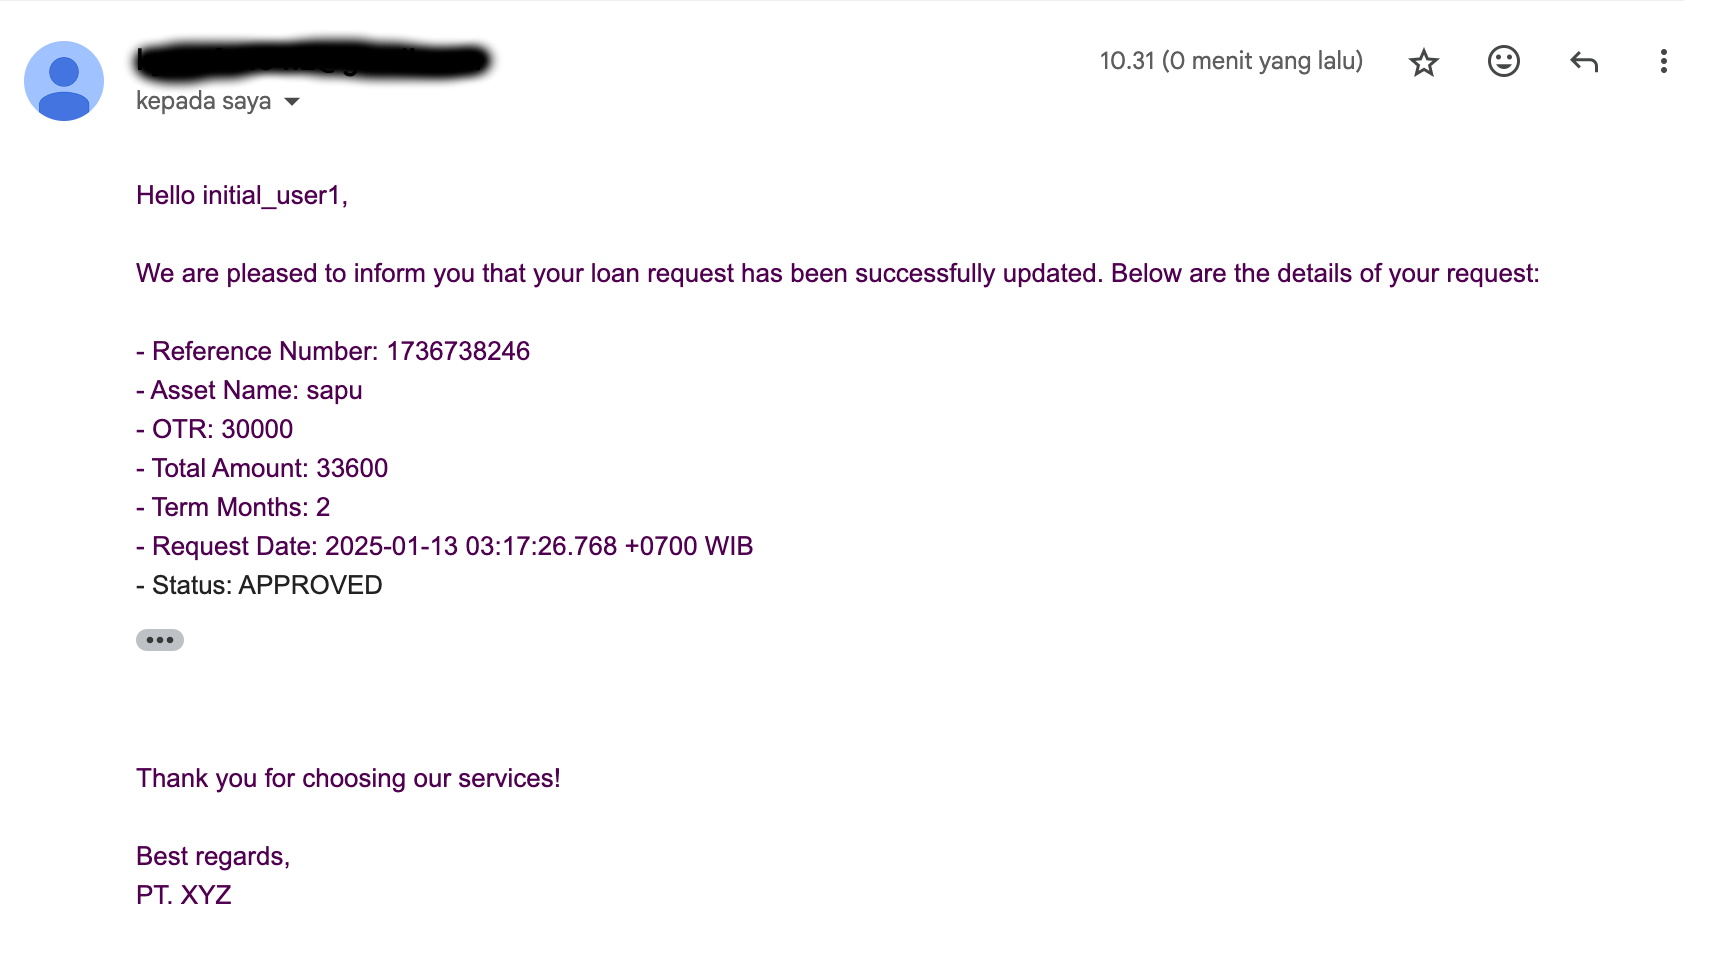 10.31 (0 menit yang lalu)
kepada saya
Hello initial_user1,
We are pleased to inform you that your loan request has been successfully updated. Below are the details of your request:
- Reference Number: 1736738246
- Asset Name: sapu
- OTR: 30000
- Total Amount: 33600
- Term Months: 2
- Request Date: 2025-01-13 03:17:26.768 +0700 WIB
- Status: APPROVED
Thank you for choosing our services!
Best regards,
PT. XYZ